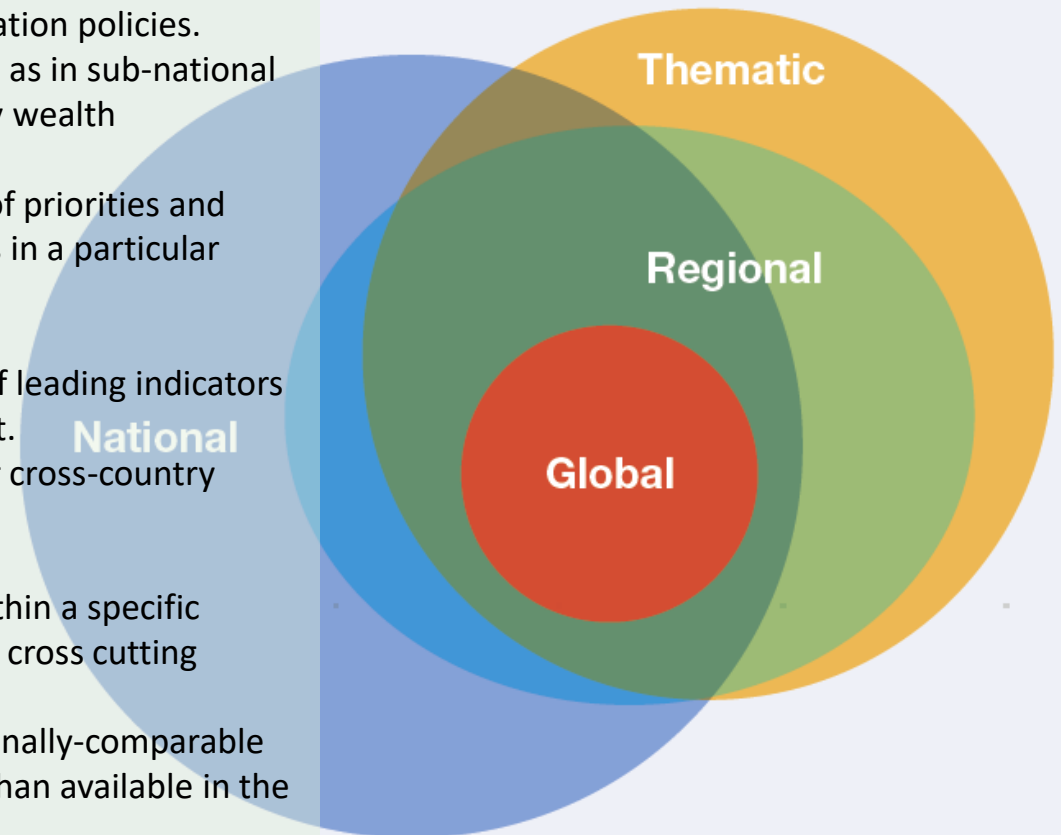 ation policies.
as in sub-national
wealth
of priorities and
in a particular
f leading indicators
t.
cross-country
thin a specific
cross cutting
nally-comparable
than available in the
Thematic
Regional
National
Global